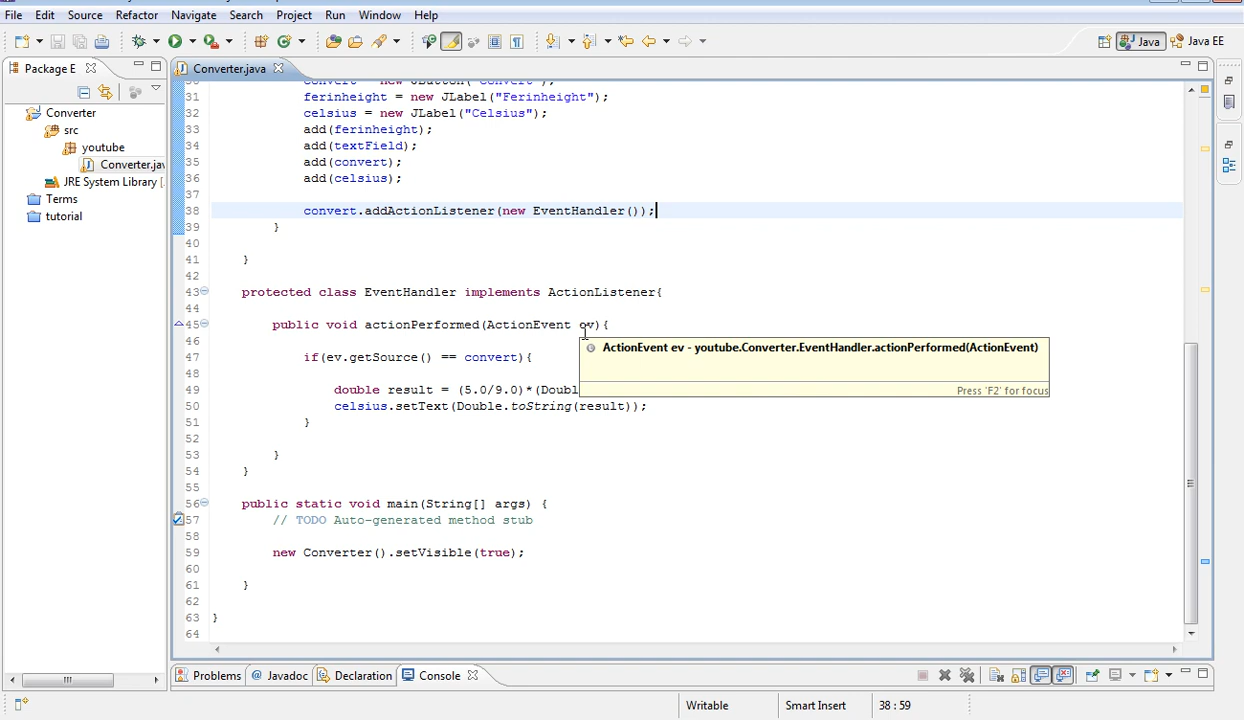 File Edit Source Refactor Navigate Search Project Run Window Help
Java Java EE
Package E
Converter.java
Converter
src
youtube
Converter.jav
JRE System Library [
Terms
tutorial
31 ferinheight = new JLabel("Ferinheight");
32 celsius = new JLabel("Celsius");
33 add(ferinheight);
34 add(textField);
35 add(convert);
36 add(celsius);
37
38 convert.addActionListener(new EventHandler());
39 }
40
41 }
42
43 protected class EventHandler implements ActionListener{
44
45 public void actionPerformed(ActionEvent ev){
46
ActionEvent ev - youtube.Converter.EventHandler.actionPerformed(ActionEvent)
47 if(ev.getSource() == convert){
48
49 double result = (5.0/9.0)*(Doubl
Press 'F2' for focus
50 celsius.setText(Double.toString(result));
51 }
52
53 }
54 }
55
56 public static void main(String[] args) {
57 // TODO Auto-generated method stub
58
59 new Converter().setVisible(true);
60
61 }
62
63 }
64
Problems @ Javadoc Declaration Console
Writable Smart Insert 38 : 59